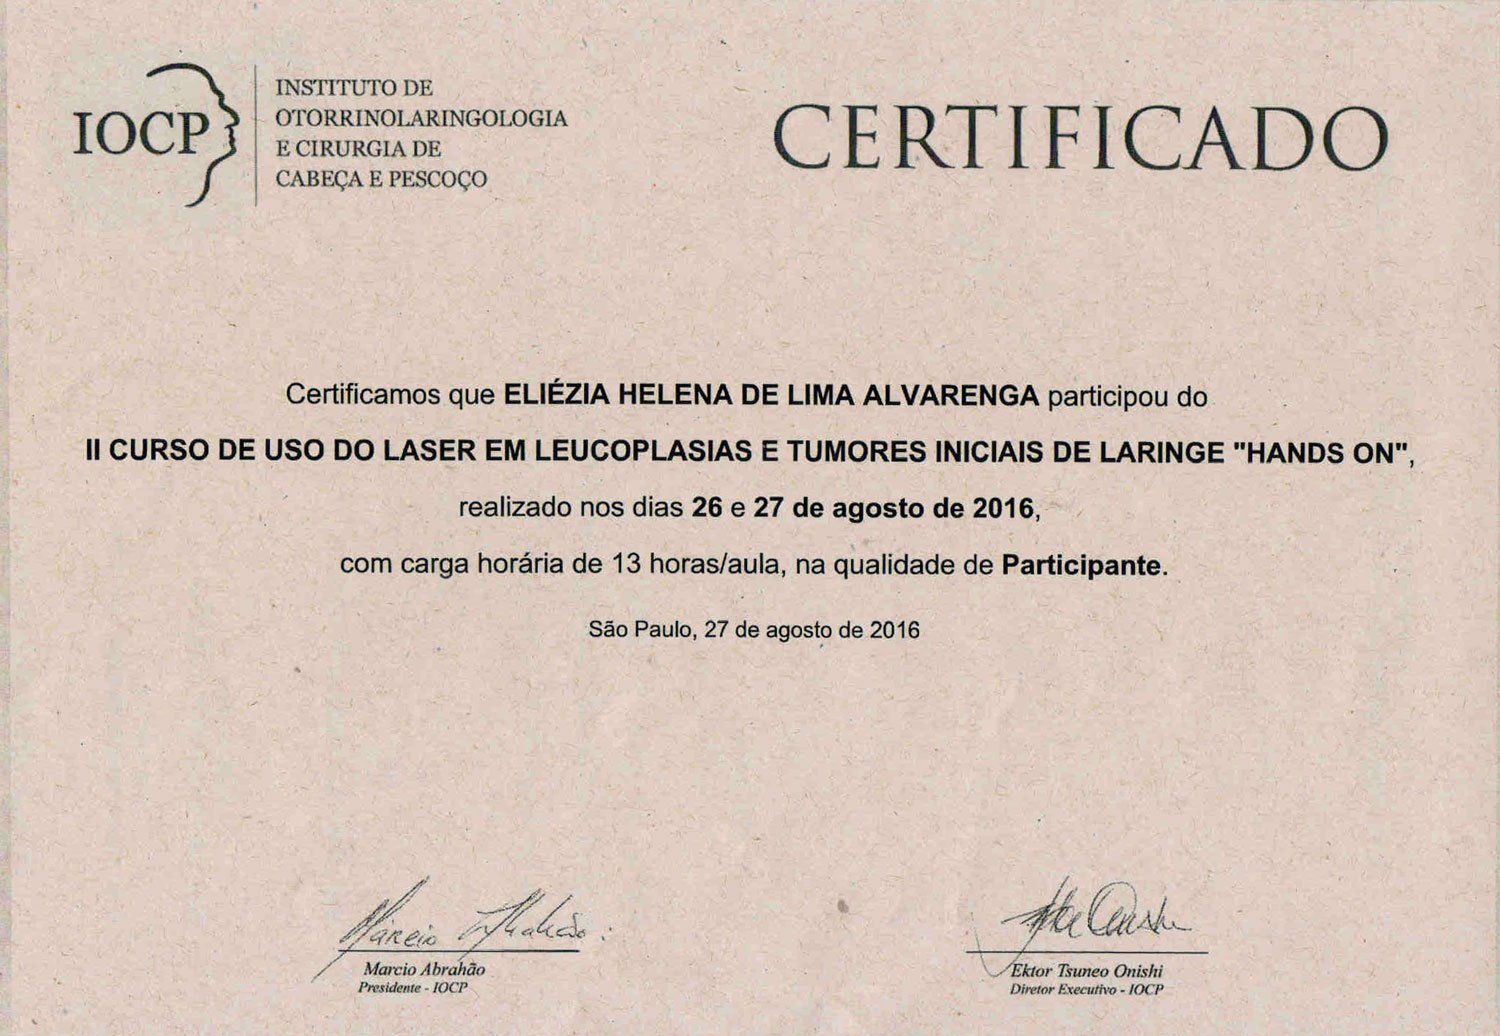 IOCP
INSTITUTO DE
OTORRINOLARINGOLOGIA
E CIRURGIA DE
CABEÇA E PESCOÇO
CERTIFICADO
Certificamos que ELIÉZIA HELENA DE LIMA ALVARENGA participou do
II CURSO DE USO DO LASER EM LEUCOPLASIAS E TUMORES INICIAIS DE LARINGE "HANDS ON",
realizado nos dias 26 e 27 de agosto de 2016,
com carga horária de 13 horas/aula, na qualidade de Participante.
São Paulo, 27 de agosto de 2016
Marcio Abrahão
Presidente - IOCP
Ektor Tsuneo Onishi
Diretor Executivo - IOCP